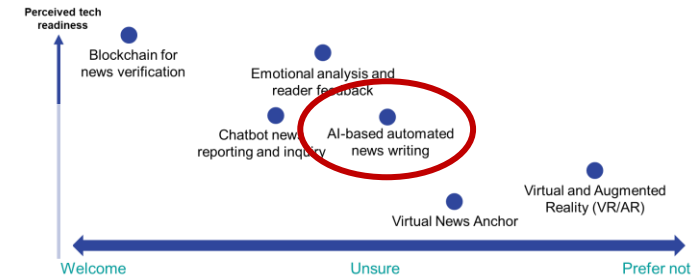 Perceived tech
readiness
Blockchain for
news verification
Emotional analysis and
reader feedback
Chatbot news
reporting and inquiry
AI-based automated
news writing
Virtual and Augmented
Reality (VR/AR)
Virtual News Anchor
Welcome
Unsure
Prefer not